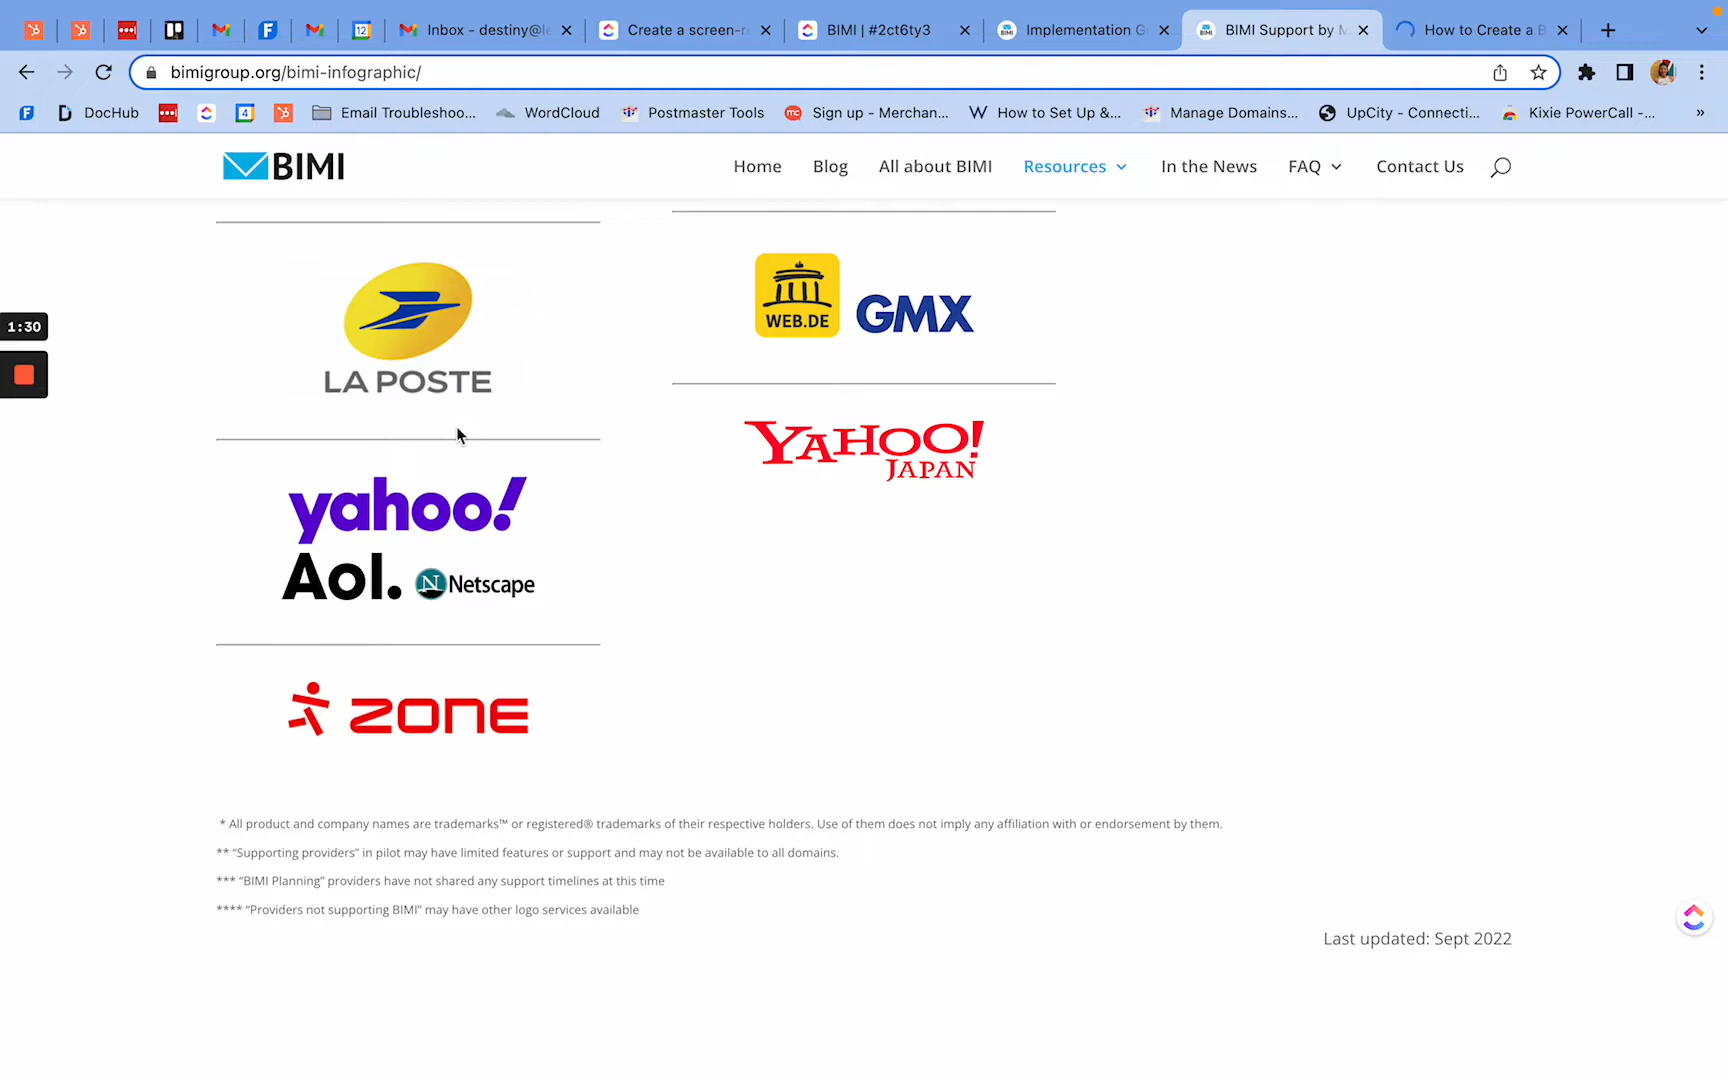 Inbox - destiny@le
Create a screen-re
BIMI | #2ct6ty3
Implementation G
BIMI Support by M
How to Create a B
bimigroup.org/bimi-infographic/
DocHub
Email Troubleshoo...
WordCloud
Postmaster Tools
Sign up - Merchan...
How to Set Up &...
Manage Domains...
UpCity - Connecti...
Kixie PowerCall -...
BIMI
Home
Blog
All about BIMI
Resources
In the News
FAQ
Contact Us
1:30
LA POSTE
WEB.DE
GMX
YAHOO!
JAPAN
yahoo!
Aol.
N Netscape
ZONE
* All product and company names are trademarks™ or registered® trademarks of their respective holders. Use of them does not imply any affiliation with or endorsement by them.
** “Supporting providers” in pilot may have limited features or support and may not be available to all domains.
*** “BIMI Planning” providers have not shared any support timelines at this time
**** “Providers not supporting BIMI” may have other logo services available
Last updated: Sept 2022